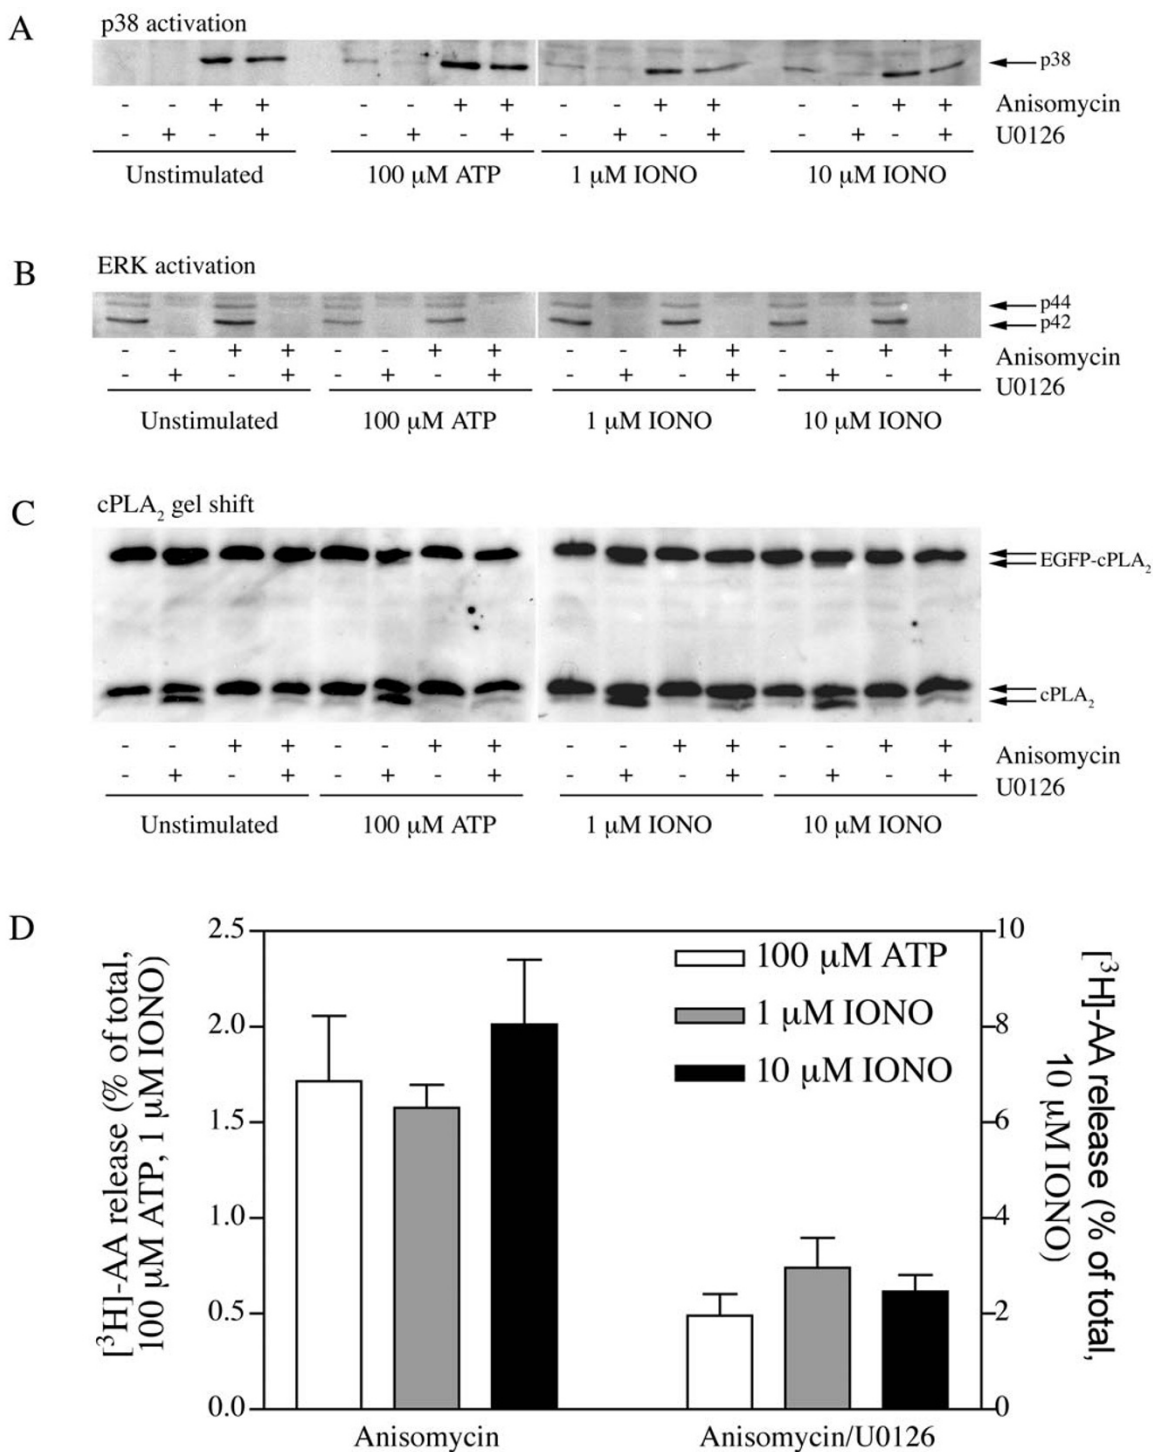 A
p38 activation
p38
- - + + - - + + - - + + - - + + Anisomycin
- + - + - + - + - + - + - + - + U0126
Unstimulated 100 µM ATP 1 µM IONO 10 µM IONO
B
ERK activation
p44
p42
- - + + - - + + - - + + - - + + Anisomycin
- + - + - + - + - + - + - + - + U0126
Unstimulated 100 µM ATP 1 µM IONO 10 µM IONO
C
cPLA₂ gel shift
EGFP-cPLA₂
cPLA₂
- - + + - - + + - - + + - - + + Anisomycin
- + - + - + - + - + - + - + - + U0126
Unstimulated 100 µM ATP 1 µM IONO 10 µM IONO
D
[³H]-AA release (% of total,
100 µM ATP, 1 µM IONO)
2.5
2.0
1.5
1.0
0.5
0.0
100 µM ATP
1 µM IONO
10 µM IONO
10
8
6
4
2
0
[³H]-AA release (% of total,
10 µM IONO)
Anisomycin Anisomycin/U0126